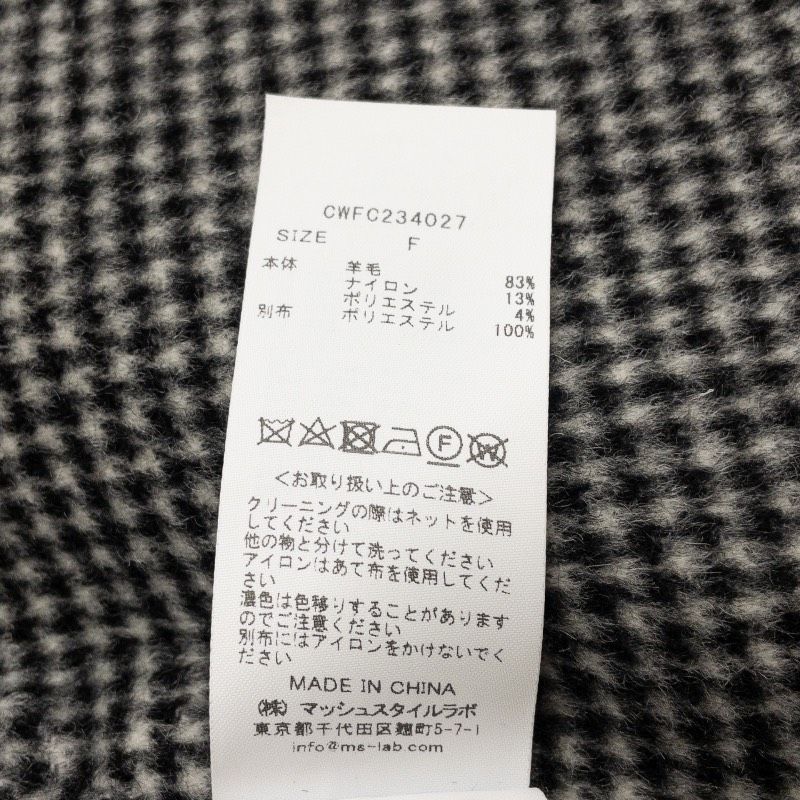 CWFC234027
SIZE F
本体 羊毛 83%
ナイロン 13%
ポリエステル 4%
別布 ポリエステル 100%
F W
<お取り扱い上のご注意>
クリーニングの際はネットを使用
してください
他の物と分けて洗ってください
アイロンはあて布を使用してくだ
さい
濃色は色移りすることがあります
のでご注意ください
別布にはアイロンをかけないでく
ださい
MADE IN CHINA
(株) マッシュスタイルラボ
東京都千代田区麹町5-7-1
info@ms-lab.com